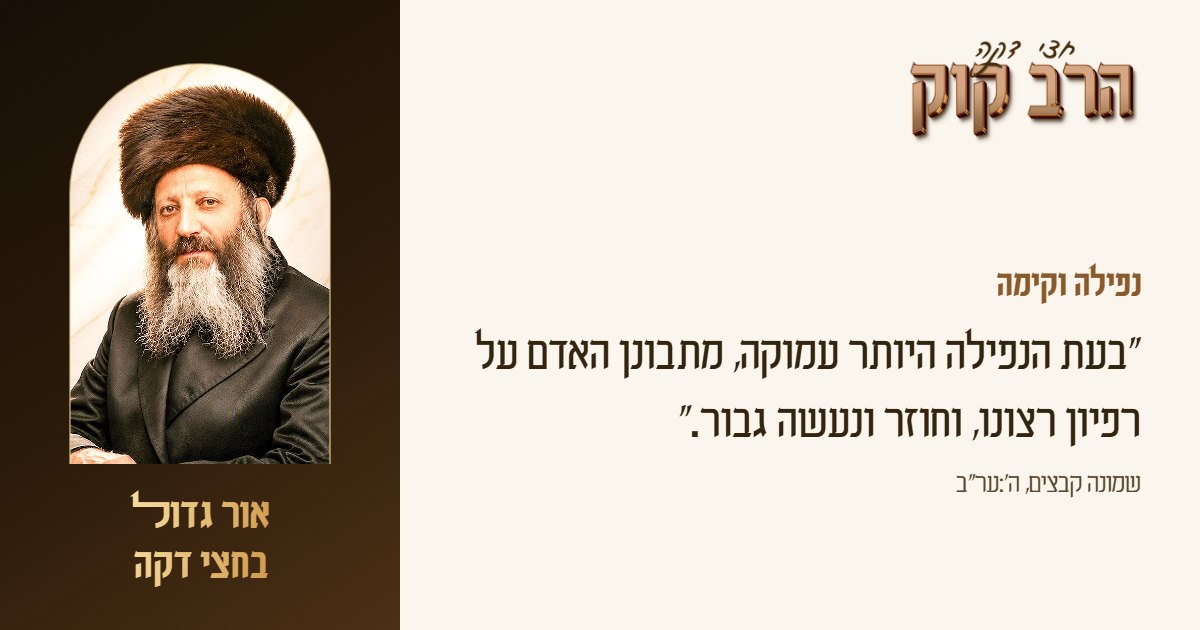 חצי דקה
הרב קוק
נפילה וקימה
"בעת הנפילה היותר עמוקה, מתבונן האדם על
רפיון רצונו, וחוזר ונעשה גבור."
שמונה קבצים, ה':ער"ב
אור גדול
בחצי דקה